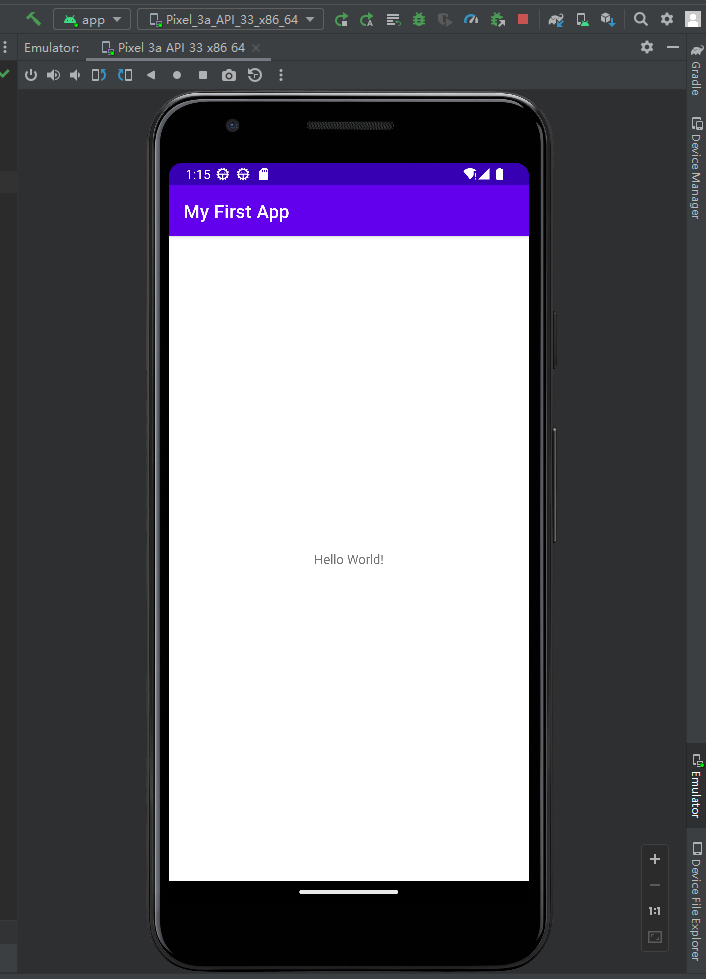 app
Pixel_3a_API_33_x86_64
Emulator:
Pixel 3a API 33 x86 64
1:15
My First App
Hello World!
1:1
Gradle
Device Manager
Emulator
Device File Explorer